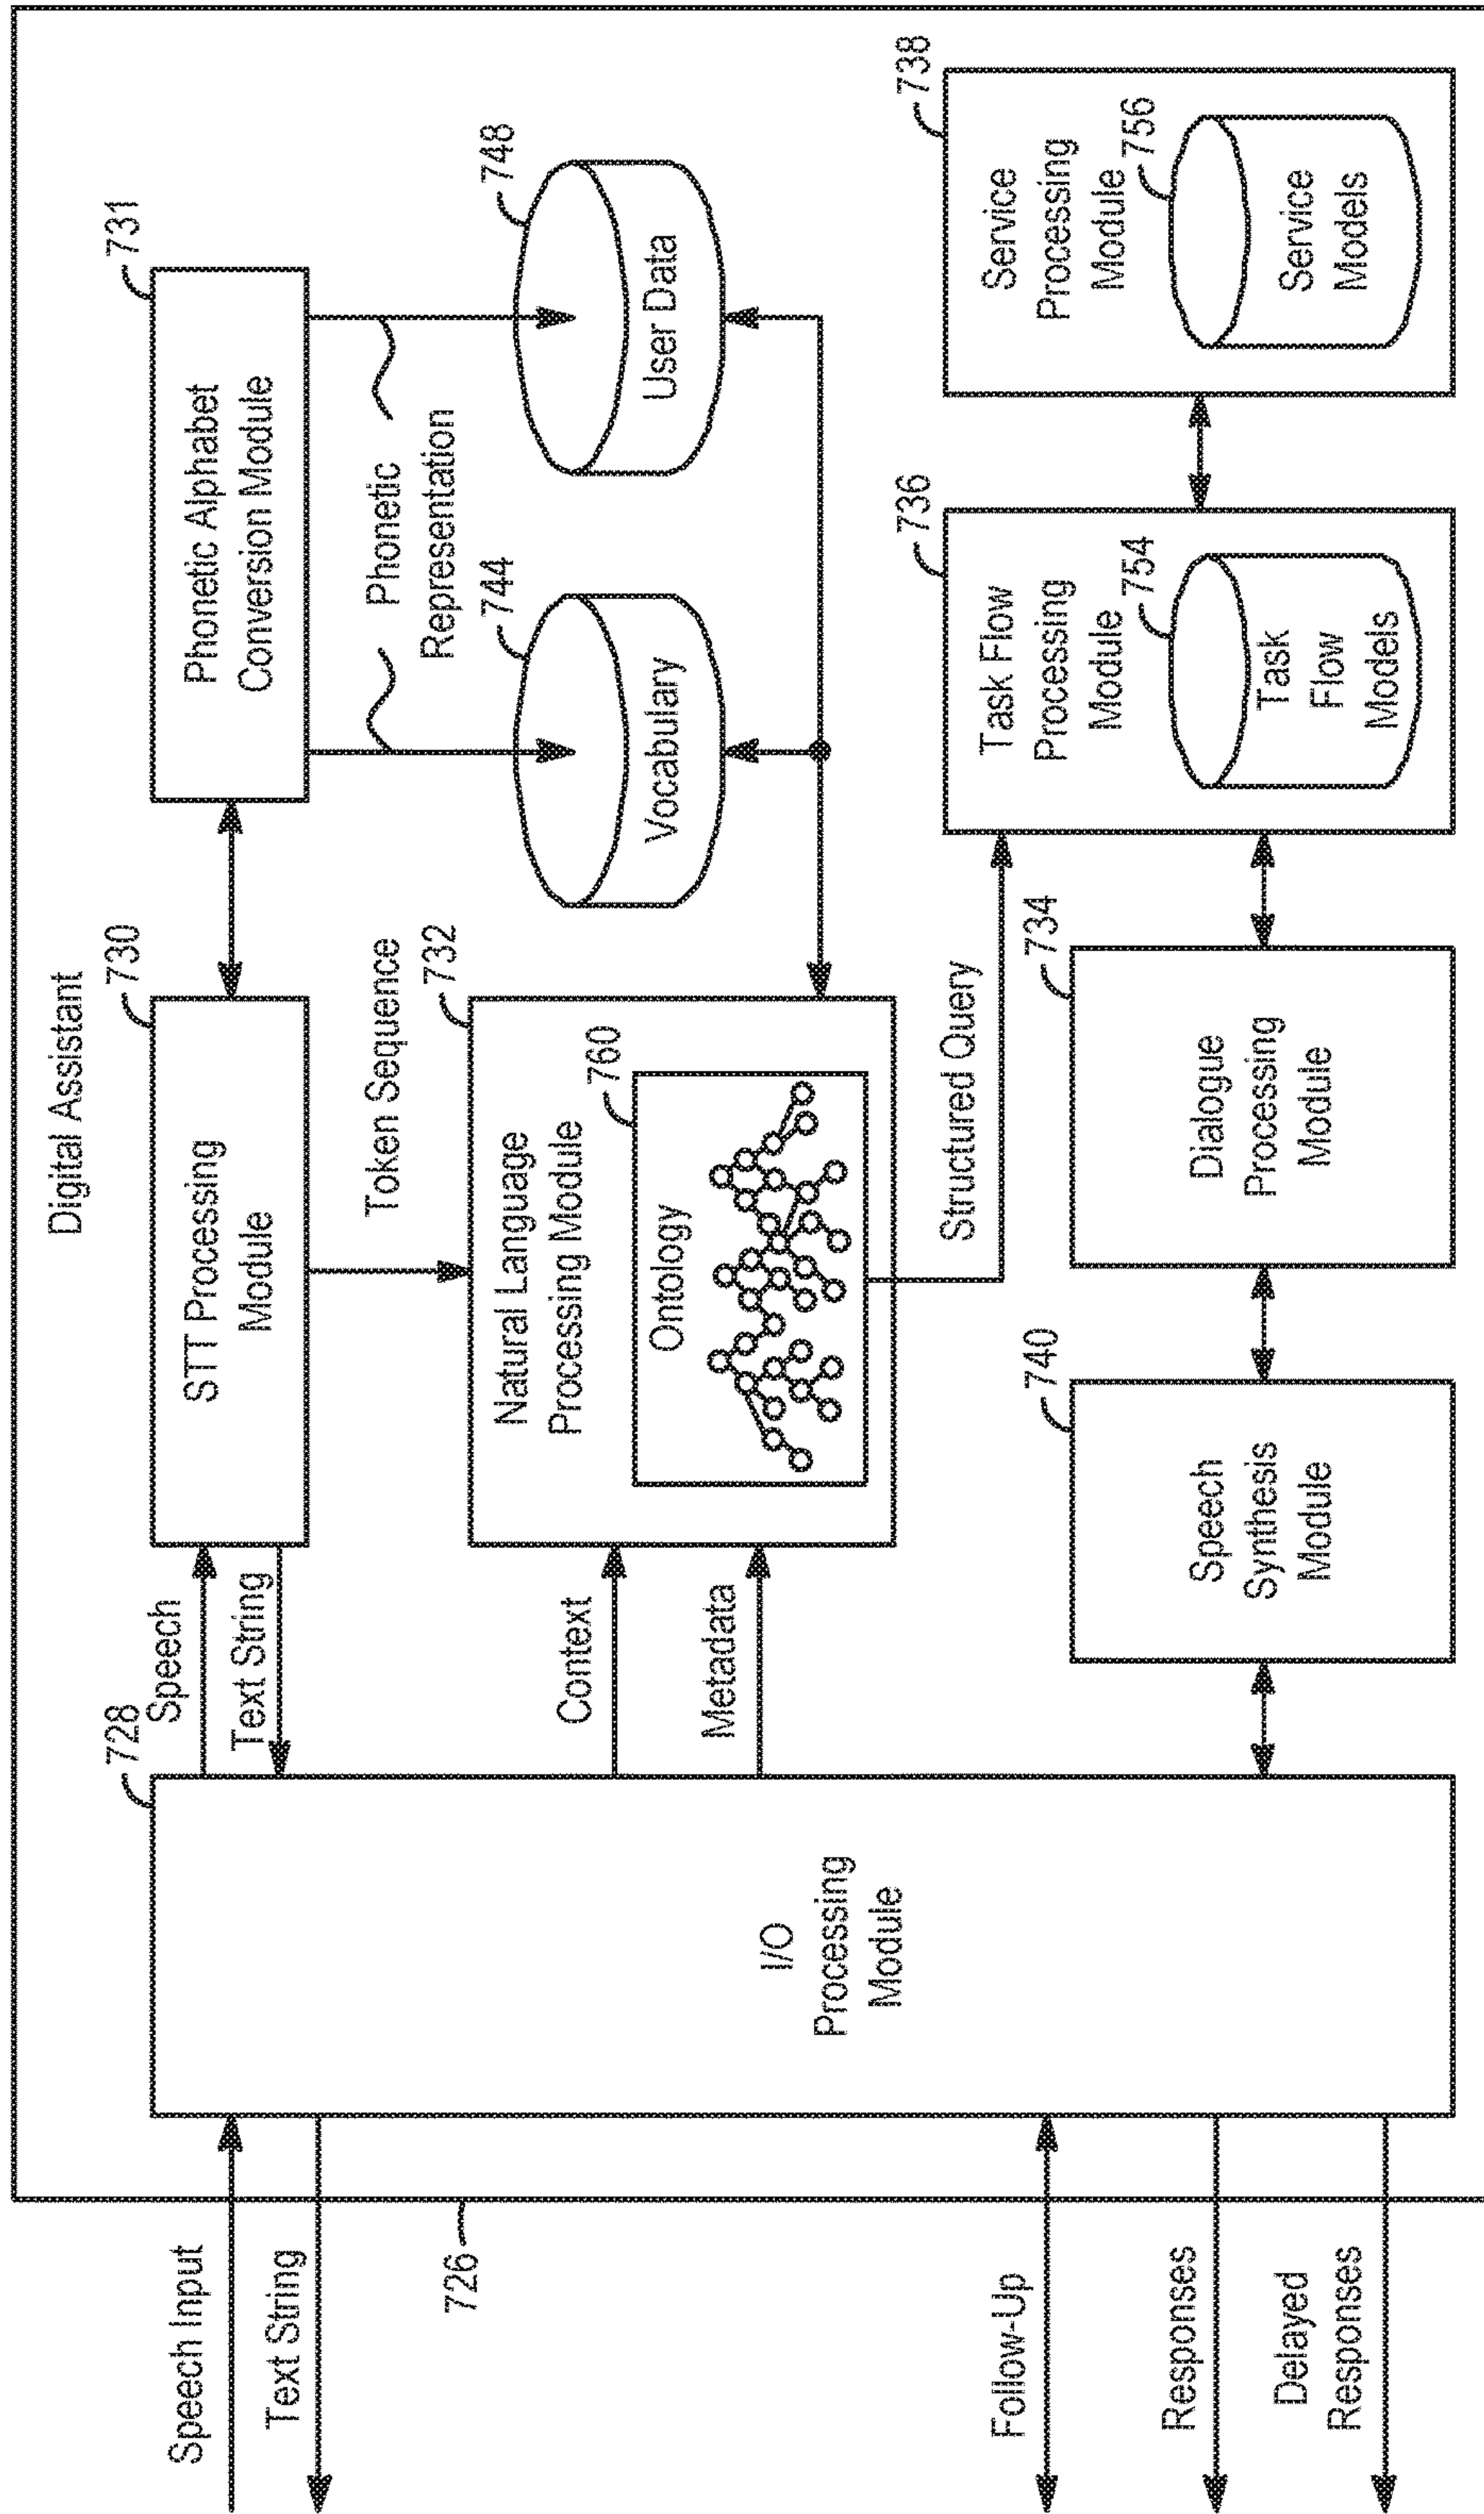 Digital Assistant
726
Speech Input
Text String
Follow-Up
Responses
Delayed
Responses
728
I/O
Processing
Module
Speech
Text String
Context
Metadata
730
STT Processing
Module
Token Sequence
731
Phonetic Alphabet
Conversion Module
Phonetic
Representation
744
Vocabulary
748
User Data
732
Natural Language
Processing Module
760
Ontology
Structured Query
740
Speech
Synthesis
Module
734
Dialogue
Processing
Module
736
Task Flow
Processing
Module
754
Task
Flow
Models
738
Service
Processing
Module
756
Service
Models